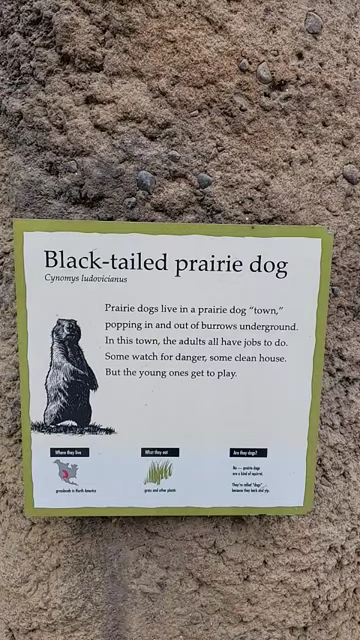 Black-tailed prairie dog
Cynomys ludovicianus
Prairie dogs live in a prairie dog “town,”
popping in and out of burrows underground.
In this town, the adults all have jobs to do.
Some watch for danger, some clean house.
But the young ones get to play.
Where they live
grasslands in North America
What they eat
grass and other plants
Are they dogs?
No — prairie dogs
are a kind of squirrel.
They're called "dogs"
because they bark and yip.